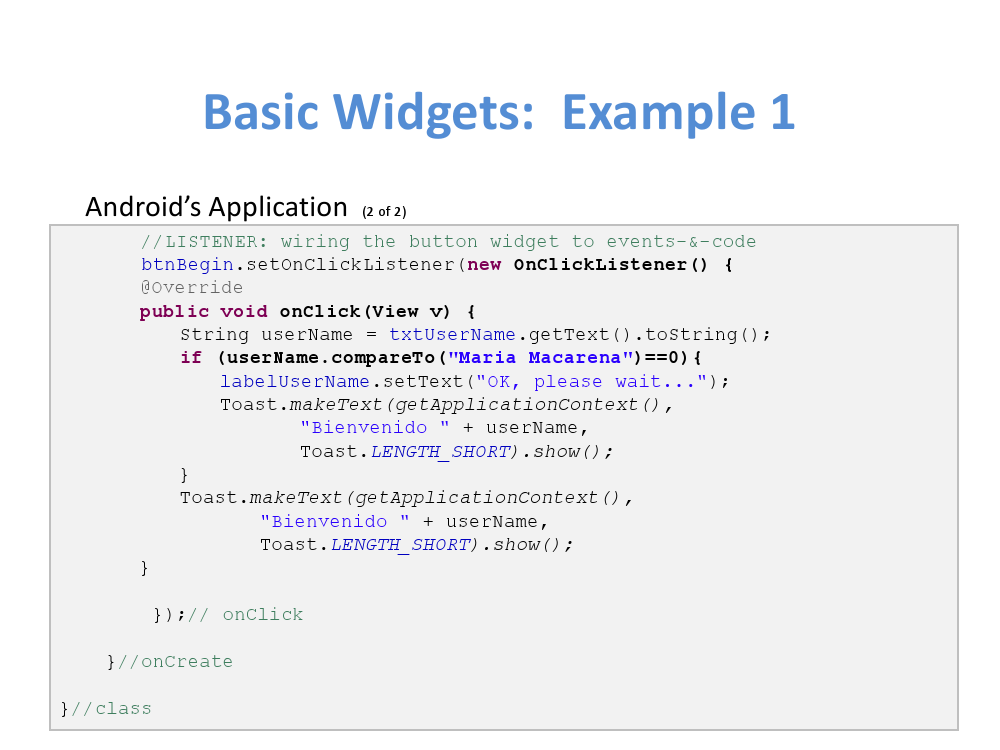 Basic Widgets:  Example 1
Android’s Application (2 of 2)
//LISTENER: wiring the button widget to events-&-code
btnBegin.setOnClickListener(new OnClickListener() {
@Override
public void onClick(View v) {
String userName = txtUserName.getText().toString();
if (userName.compareTo("Maria Macarena")==0){
labelUserName.setText("OK, please wait...");
Toast.makeText(getApplicationContext(),
"Bienvenido " + userName,
Toast.LENGTH_SHORT).show();
}
Toast.makeText(getApplicationContext(),
"Bienvenido " + userName,
Toast.LENGTH_SHORT).show();
}
});// onClick
}//onCreate
}//class